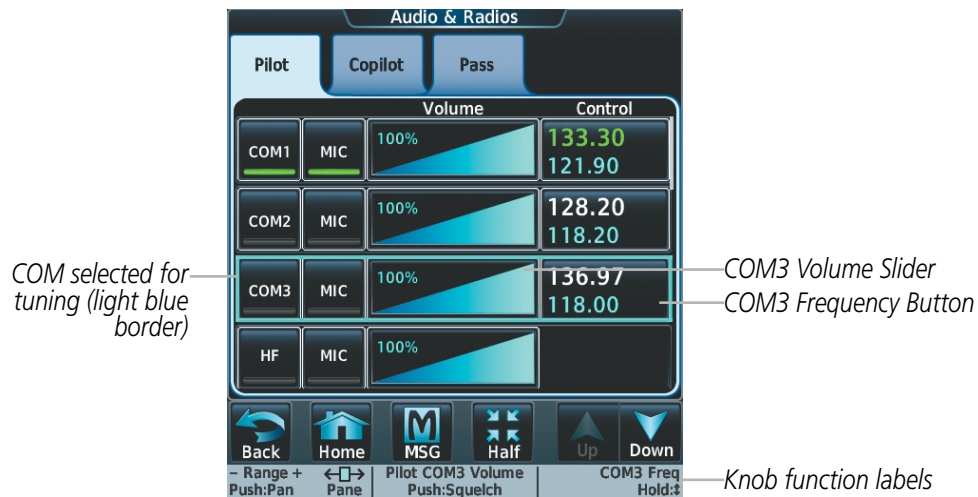 Audio & Radios
Pilot Copilot Pass
Volume Control
COM1 MIC 100% 133.30
121.90
COM2 MIC 100% 128.20
118.20
COM3 MIC 100% 136.97
118.00
HF MIC 100%
COM selected for
tuning (light blue
border)
COM3 Volume Slider
COM3 Frequency Button
Back Home MSG Half Up Down
– Range + Pilot COM3 Volume COM3 Freq
Push:Pan Pane Push:Squelch Hold:↕
Knob function labels